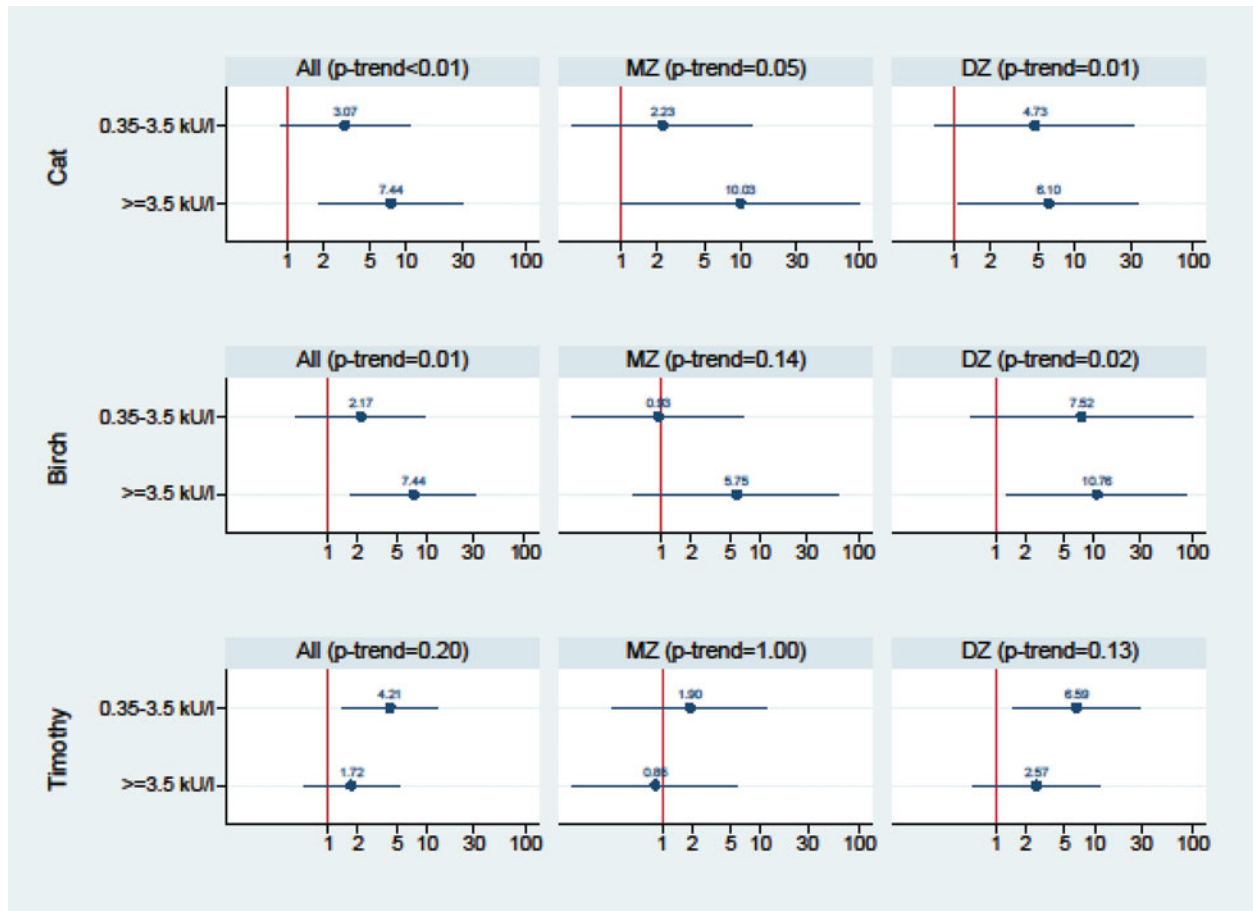 All (p-trend<0.01) MZ (p-trend=0.05) DZ (p-trend=0.01)
Cat
0.35-3.5 kU/l 3.07 2.23 4.73
>=3.5 kU/l 7.44 10.03 6.10
1 2 5 10 30 100 1 2 5 10 30 100 1 2 5 10 30 100
All (p-trend=0.01) MZ (p-trend=0.14) DZ (p-trend=0.02)
Birch
0.35-3.5 kU/l 2.17 0.93 7.52
>=3.5 kU/l 7.44 5.75 10.76
1 2 5 10 30 100 1 2 5 10 30 100 1 2 5 10 30 100
All (p-trend=0.20) MZ (p-trend=1.00) DZ (p-trend=0.13)
Timothy
0.35-3.5 kU/l 4.21 1.90 6.59
>=3.5 kU/l 1.72 2.57
1 2 5 10 30 100 1 2 5 10 30 100 1 2 5 10 30 100